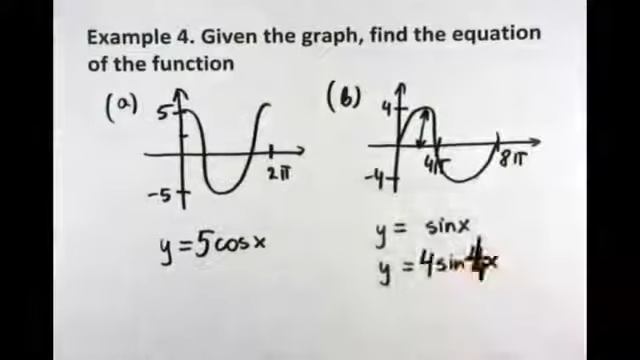 Example 4. Given the graph, find the equation
of the function
(a)
5
-5
2π
y = 5cosx
(b)
4
-4
4π
8π
y = sinx
y = 4sin x